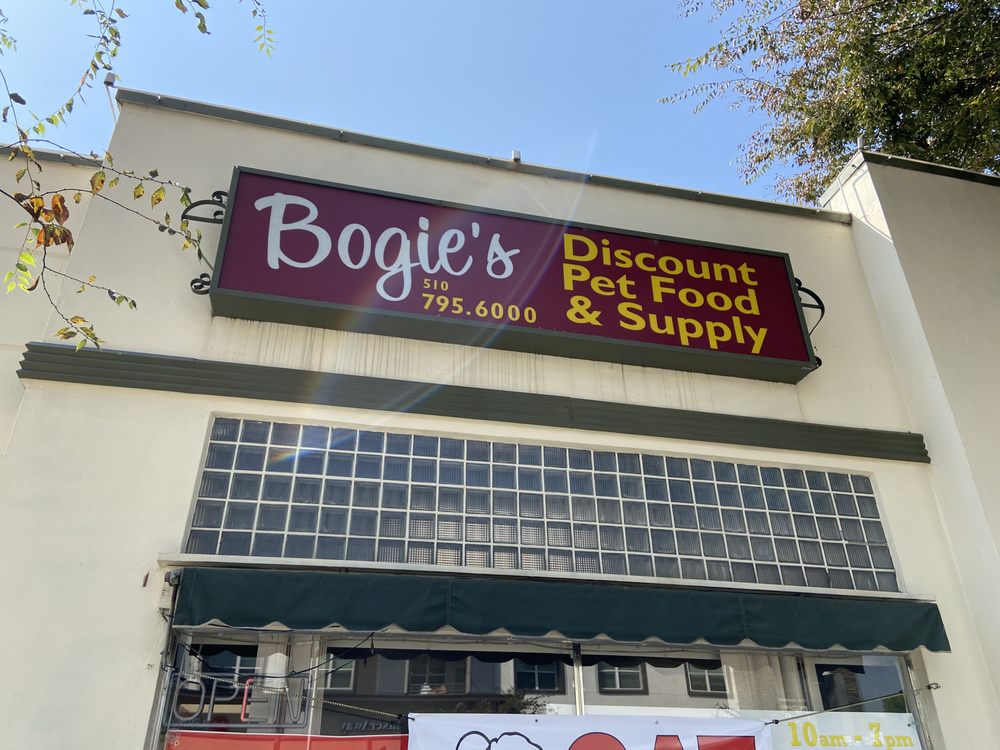 Bogie's
510
795.6000
Discount
Pet Food
& Supply
OPEN
10am - 7pm